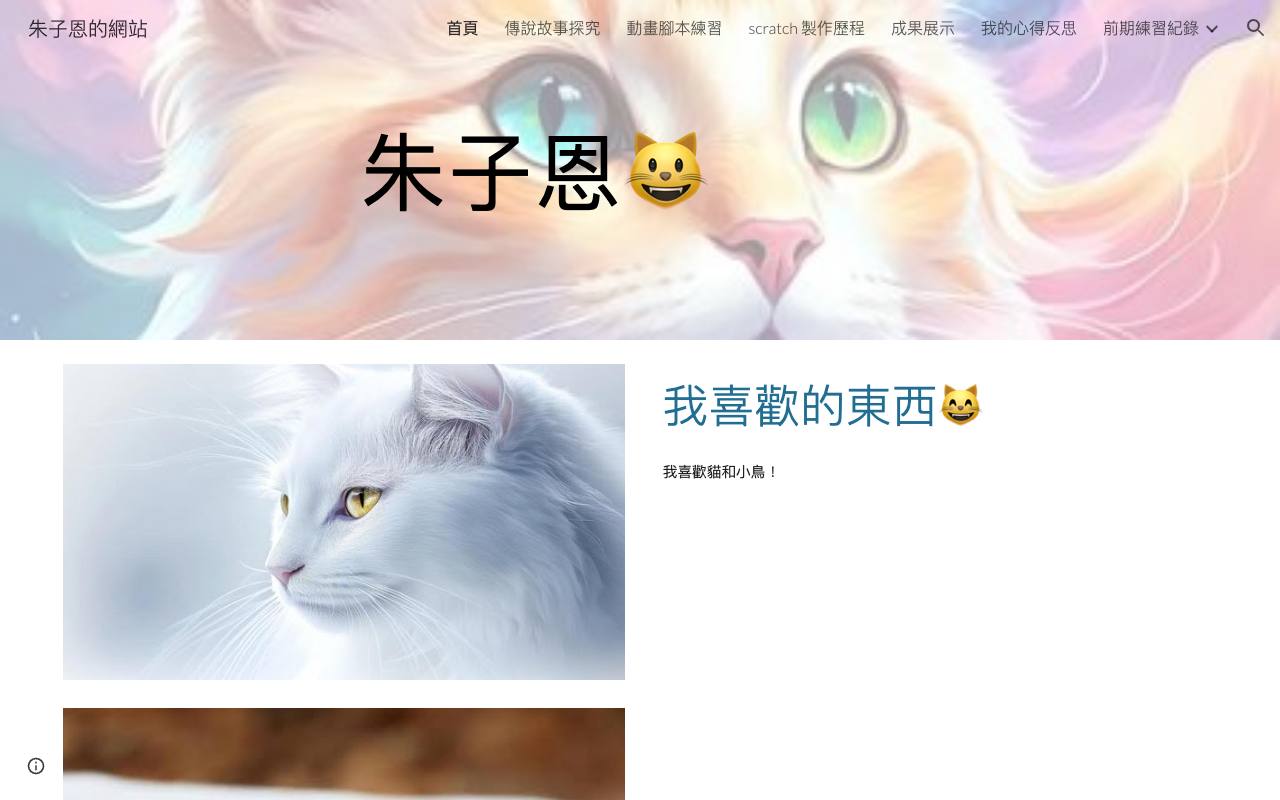 朱子恩的網站
首頁
傳說故事探究
動畫腳本練習
scratch 製作歷程
成果展示
我的心得反思
前期練習紀錄
朱子恩😺
我喜歡的東西😸
我喜歡貓和小鳥！